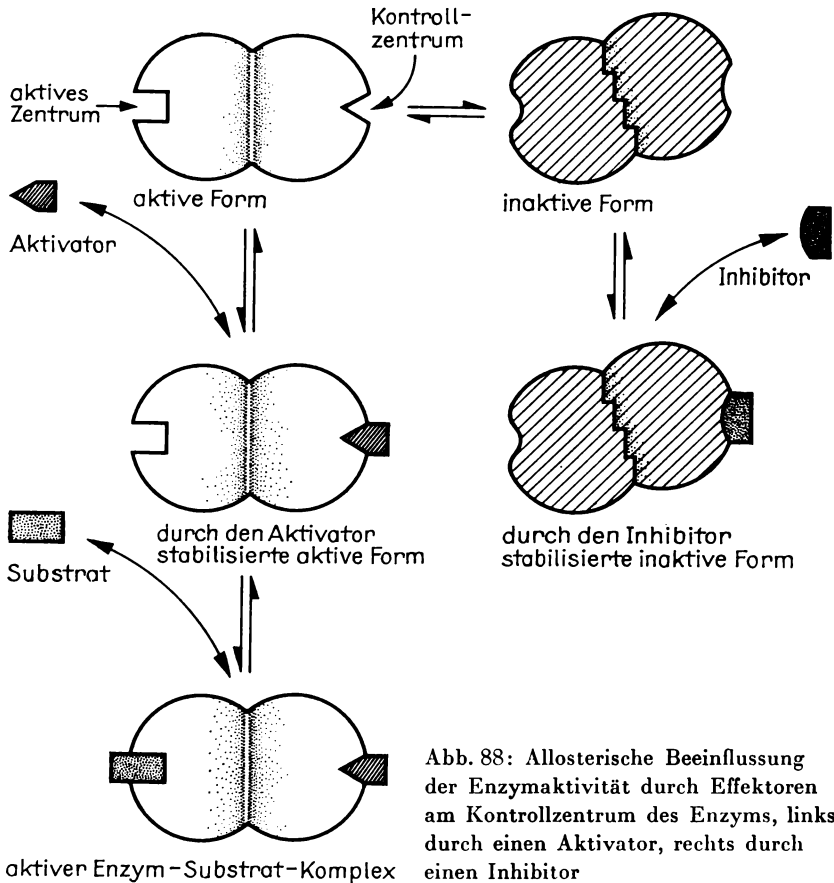 Kontroll-
zentrum
aktives
Zentrum
aktive Form
inaktive Form
Aktivator
Inhibitor
durch den Aktivator
stabilisierte aktive Form
durch den Inhibitor
stabilisierte inaktive Form
Substrat
aktiver Enzym-Substrat-Komplex
Abb. 88: Allosterische Beeinflussung
der Enzymaktivität durch Effektoren
am Kontrollzentrum des Enzyms, links
durch einen Aktivator, rechts durch
einen Inhibitor